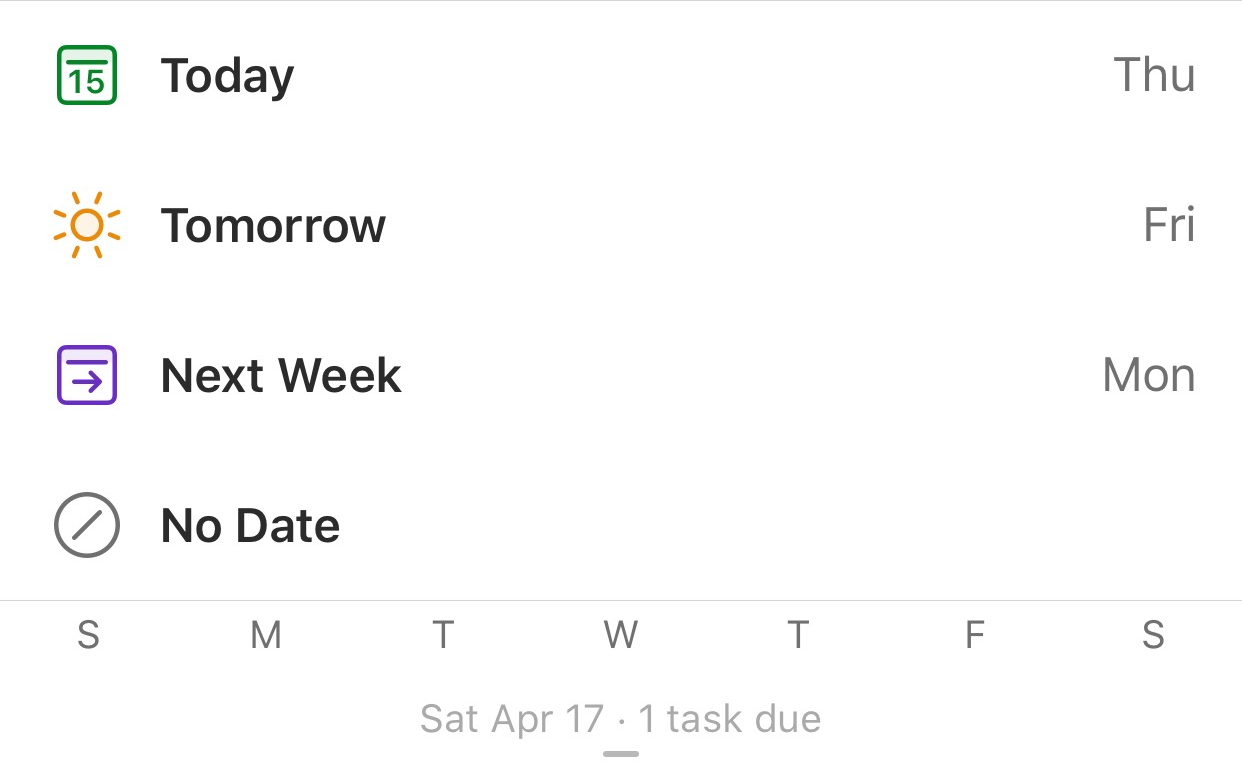 15 Today Thu
Tomorrow Fri
Next Week Mon
No Date
S M T W T F S
Sat Apr 17 · 1 task due